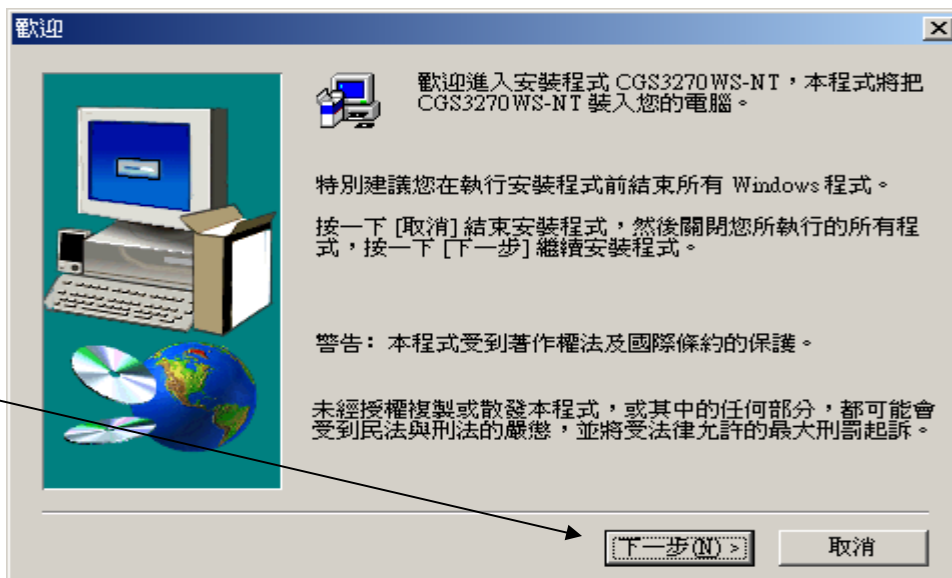 歡迎
歡迎進入安裝程式 CGS3270WS-NT，本程式將把
CGS3270WS-NT 裝入您的電腦。
特別建議您在執行安裝程式前結束所有 Windows 程式。
按一下 [取消] 結束安裝程式，然後關閉您所執行的所有程
式，按一下 [下一步] 繼續安裝程式。
警告: 本程式受到著作權法及國際條約的保護。
未經授權複製或散發本程式，或其中的任何部分，都可能會
受到民法與刑法的嚴懲，並將受法律允許的最大刑罰起訴。
下一步(N) >
取消